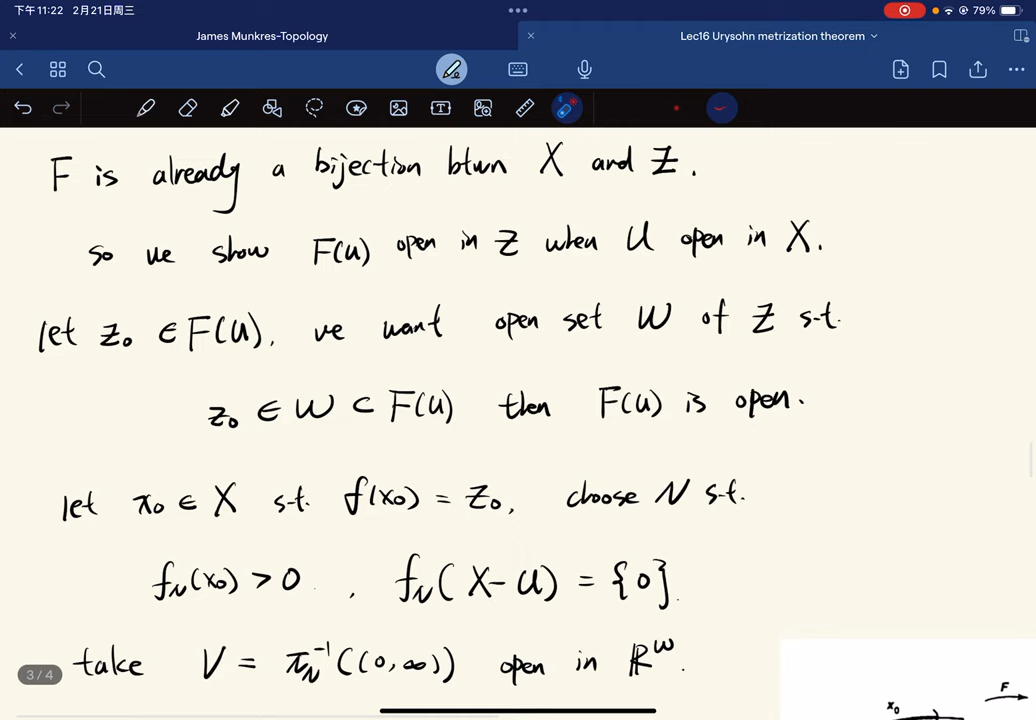 下午11:22 2月21日周三
79%
James Munkres-Topology
Lec16 Urysohn metrization theorem
F is already a bijection btwn X and Z.
so we show F(U) open in Z when U open in X.
let z₀ ∈ F(U), we want open set W of Z s.t.
z₀ ∈ W ⊂ F(U) then F(U) is open.
let x₀ ∈ X s.t. f(x₀) = z₀, choose N s.t.
f_N(x₀) > 0 , f_N(X-U) = {0}.
take V = π_N⁻¹((0,∞)) open in ℝ^ω.
3/4
F
x₀